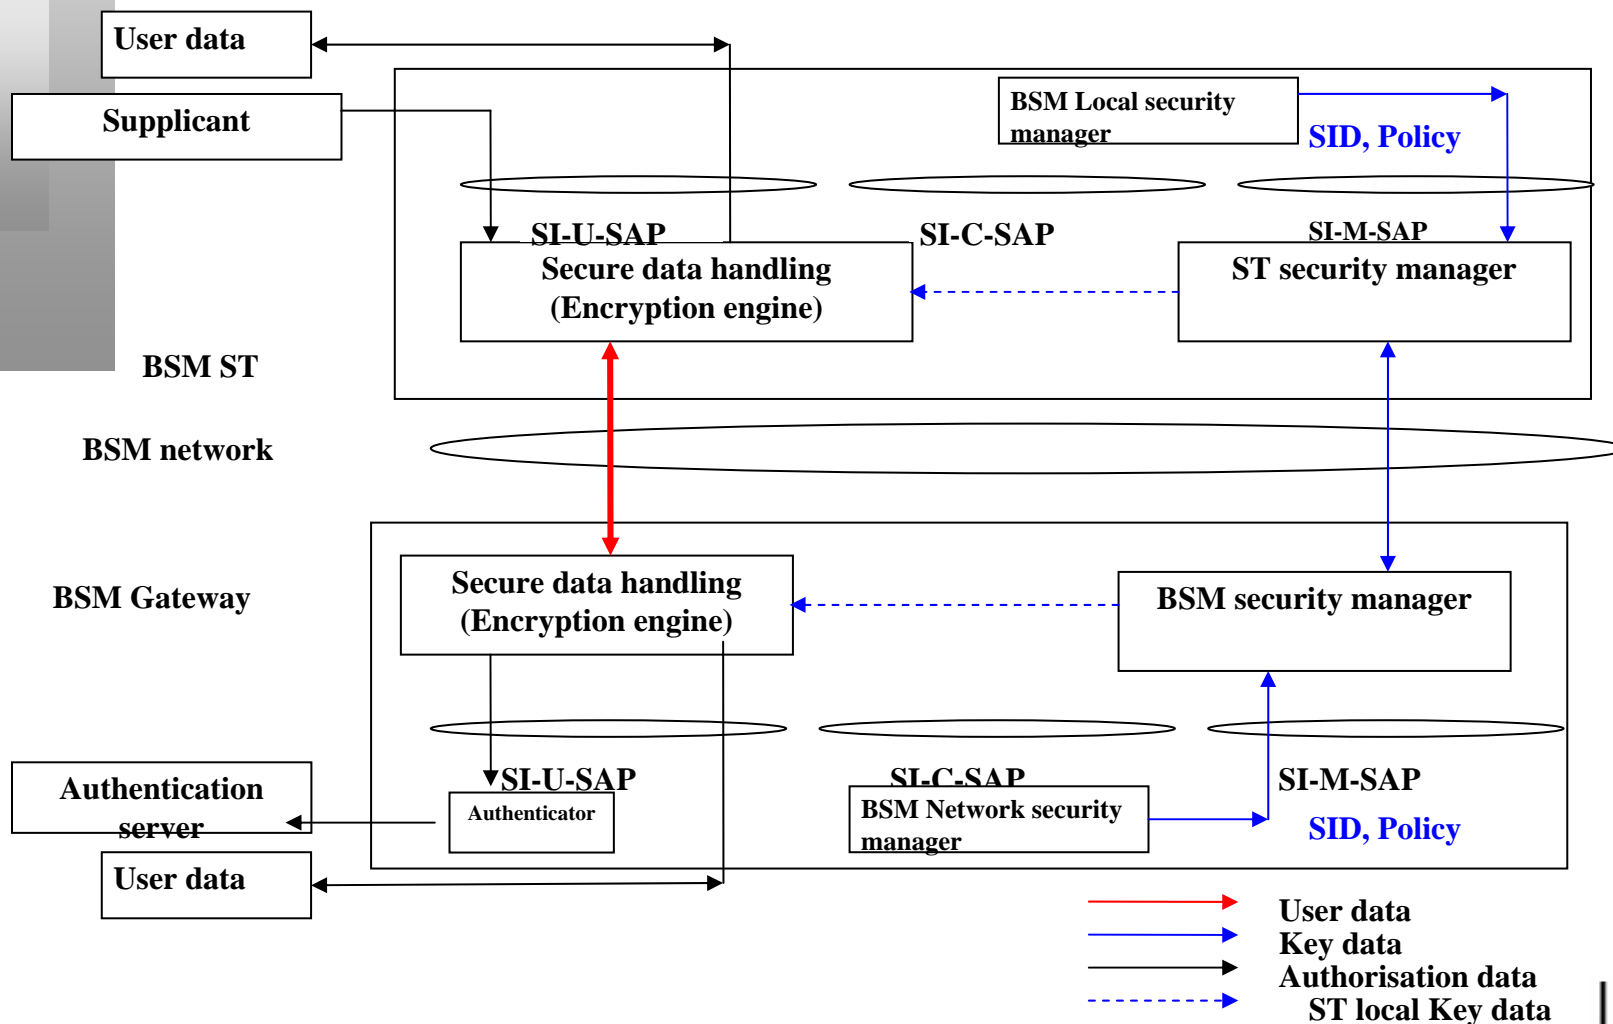 User data
Supplicant
BSM Local security
manager
SID, Policy
SI-U-SAP
SI-C-SAP
SI-M-SAP
Secure data handling
(Encryption engine)
ST security manager
BSM ST
BSM network
BSM Gateway
Secure data handling
(Encryption engine)
BSM security manager
SI-U-SAP
SI-C-SAP
SI-M-SAP
Authentication
server
Authenticator
BSM Network security
manager
SID, Policy
User data
User data
Key data
Authorisation data
ST local Key data